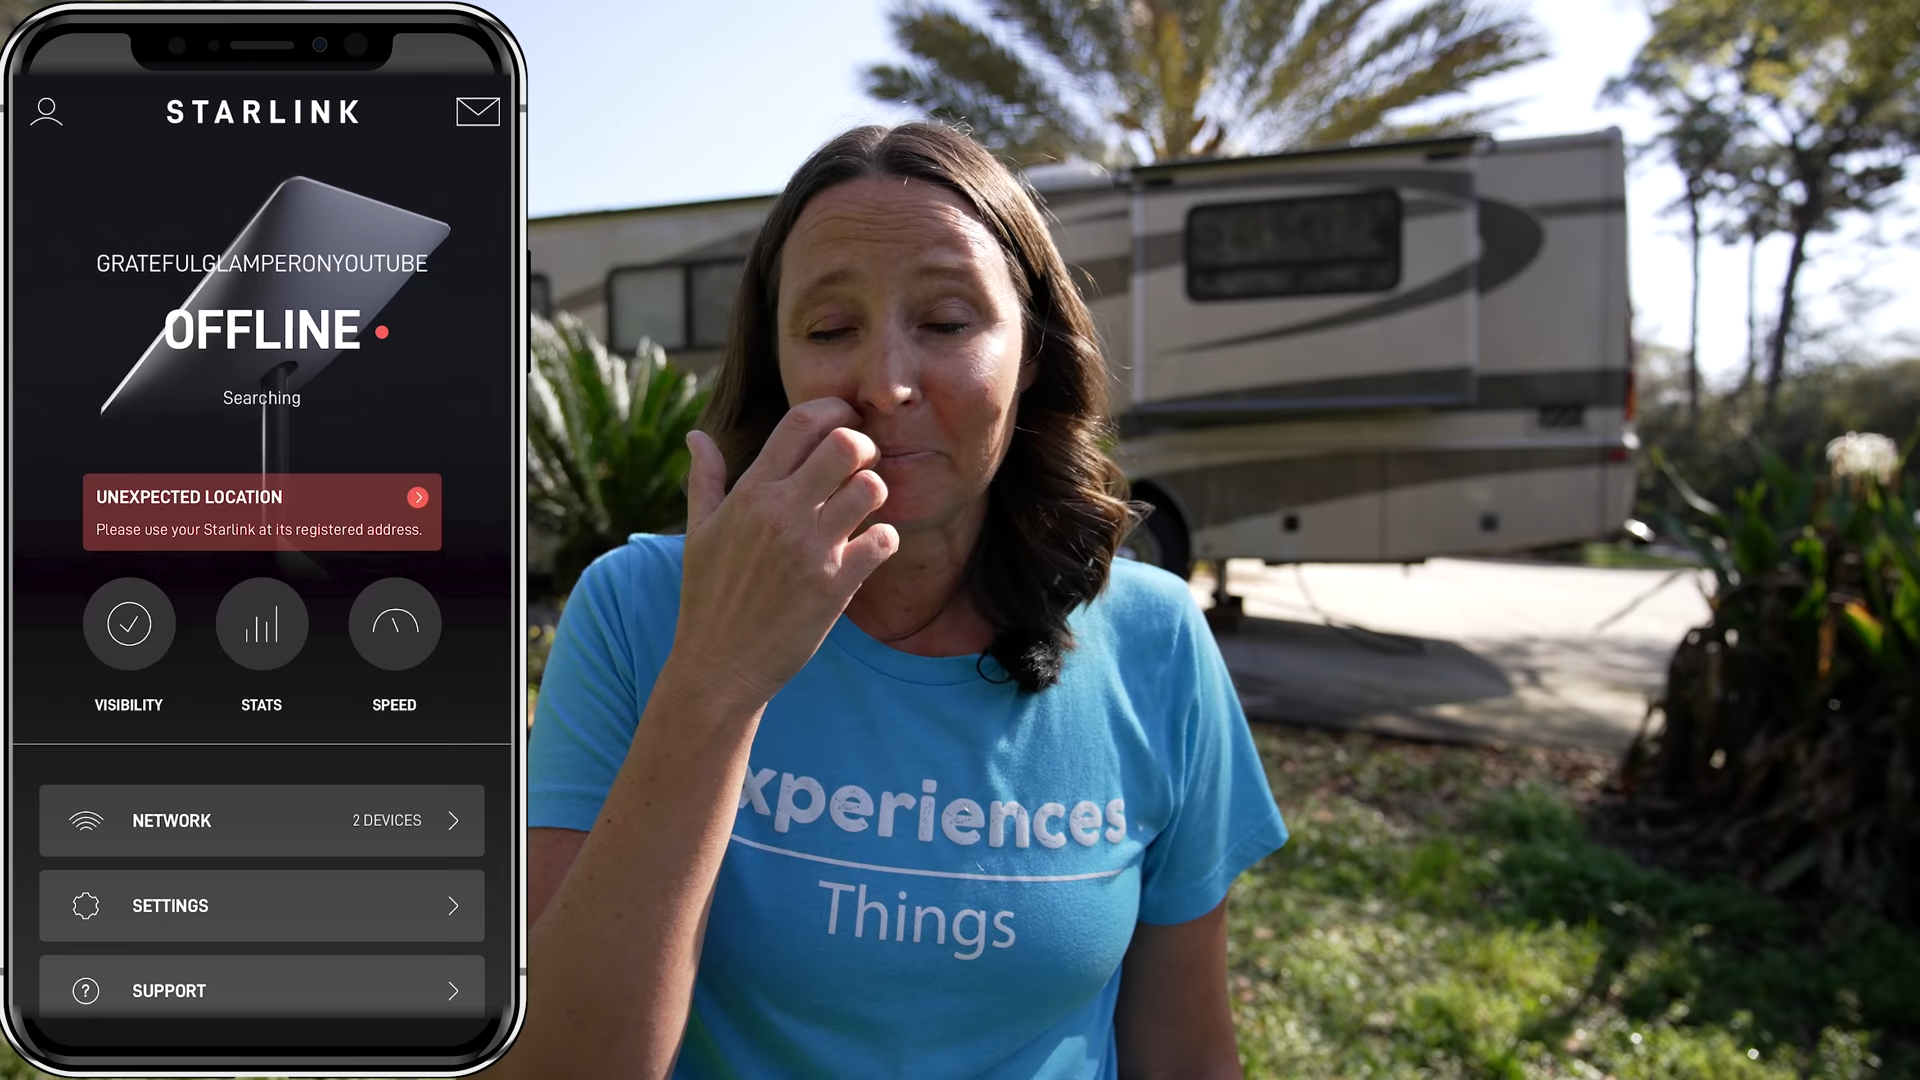 STARLINK
GRATEFULGLAMPERONYOUTUBE
OFFLINE
Searching
UNEXPECTED LOCATION
Please use your Starlink at its registered address.
VISIBILITY STATS SPEED
NETWORK 2 DEVICES
SETTINGS
SUPPORT
xperiences
Things